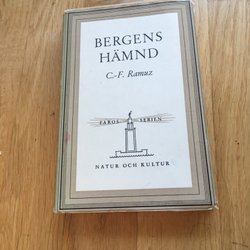 BERGENS
HÄMND
C.-F. Ramuz
FAROS SERIEN
NATUR OCH KULTUR